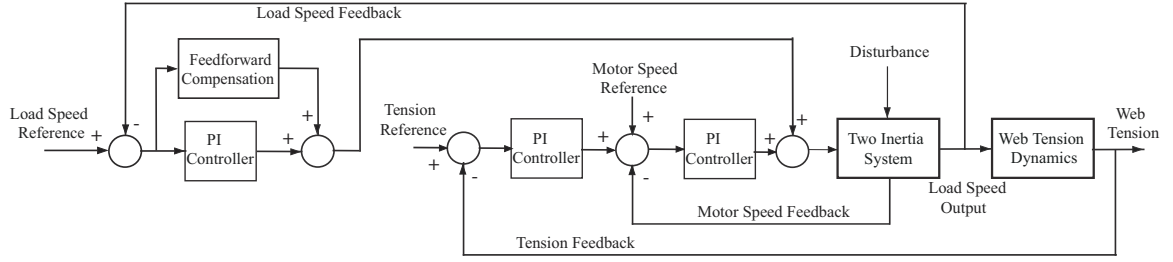 Load Speed Feedback
Feedforward
Compensation
Disturbance
Motor Speed
Reference
Load Speed
Reference
+
-
+
+
Tension
Reference
+
-
+
+
-
+
+
PI
Controller
PI
Controller
PI
Controller
Two Inertia
System
Web Tension
Dynamics
Web
Tension
Load Speed
Output
Motor Speed Feedback
Tension Feedback